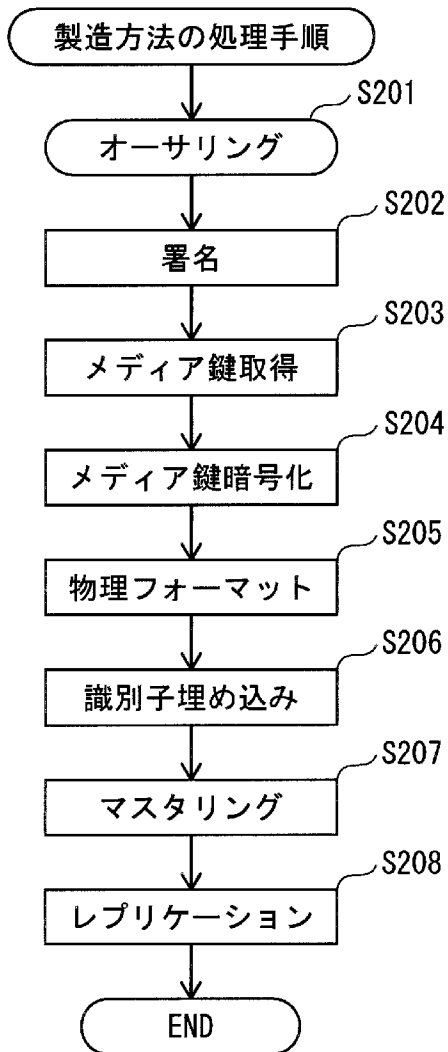 製造方法の処理手順
S201
オーサリング
S202
署名
S203
メディア鍵取得
S204
メディア鍵暗号化
S205
物理フォーマット
S206
識別子埋め込み
S207
マスタリング
S208
レプリケーション
END